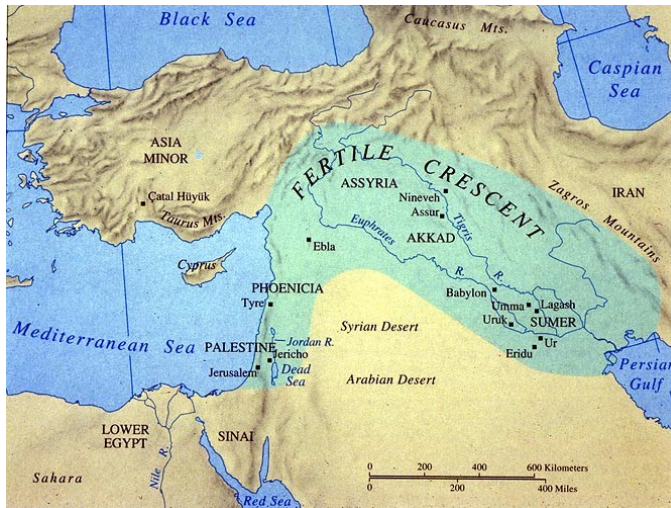 Black Sea
Caucasus Mts.
Caspian
Sea
ASIA
MINOR
FERTILE CRESCENT
ASSYRIA
IRAN
Zagros Mountains
Çatal Hüyük
Taurus Mts.
Nineveh
Assur
Tigris
R.
AKKAD
Euphrates
R.
Ebla
Cyprus
PHOENICIA
Babylon
Umma
Lagash
Tyre
Uruk
SUMER
Mediterranean Sea
Syrian Desert
Ur
PALESTINE
Jordan R.
Jericho
Eridu
Jerusalem
Dead
Sea
Persian
Gulf
Arabian Desert
LOWER
EGYPT
SINAI
Nile R.
Sahara
Red Sea
0 200 400 600 Kilometers
0 200 400 Miles